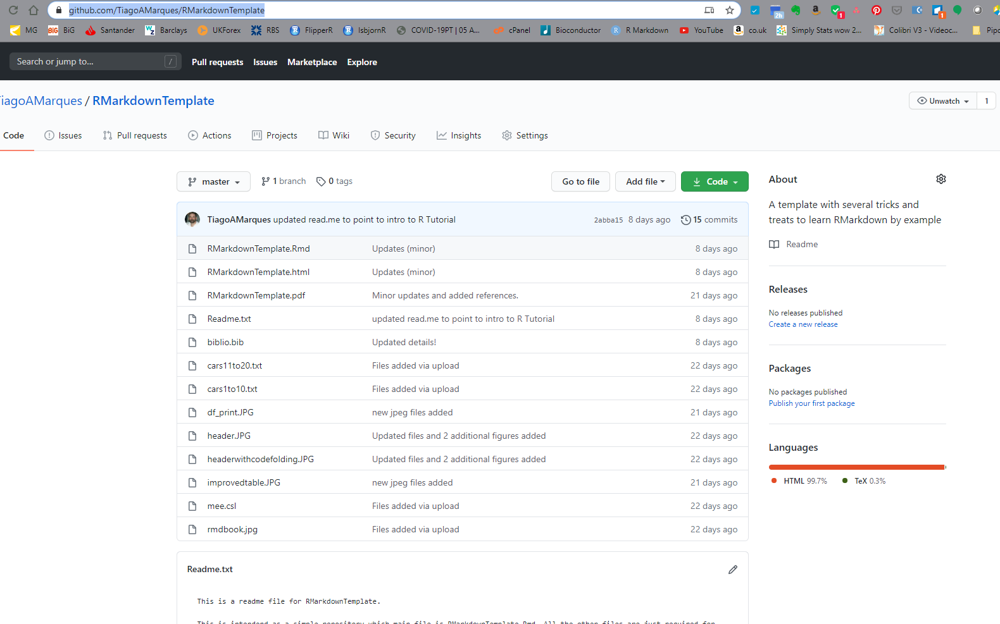 github.com/TiagoAMarques/RMarkdownTemplate
2h 1 1
MG BiG BiG Santander Barclays UKForex RBS FlipperR IsbjornR COVID-19PT | 05 A... cPanel Bioconductor R Markdown YouTube co.uk Simply Stats wow 2... Colibri V3 - Videoc... Pipo
Search or jump to... / Pull requests Issues Marketplace Explore
TiagoAMarques / RMarkdownTemplate Unwatch 1
Code Issues Pull requests Actions Projects Wiki Security Insights Settings
master 1 branch 0 tags Go to file Add file Code
TiagoAMarques updated read.me to point to intro to R Tutorial 2abba15 8 days ago 15 commits
RMarkdownTemplate.Rmd Updates (minor) 8 days ago
RMarkdownTemplate.html Updates (minor) 8 days ago
RMarkdownTemplate.pdf Minor updates and added references. 21 days ago
Readme.txt updated read.me to point to intro to R Tutorial 8 days ago
biblio.bib Updated details! 8 days ago
cars11to20.txt Files added via upload 22 days ago
cars1to10.txt Files added via upload 22 days ago
df_print.JPG new jpeg files added 21 days ago
header.JPG Updated files and 2 additional figures added 22 days ago
headerwithcodefolding.JPG Updated files and 2 additional figures added 22 days ago
improvedtable.JPG new jpeg files added 21 days ago
mee.csl Files added via upload 22 days ago
rmdbook.jpg Files added via upload 22 days ago
Readme.txt
This is a readme file for RMarkdownTemplate.
This is intendend as a simple repository which main file is RMarkdownTemplate.Rmd. All the other files are just required for
About
A template with several tricks and
treats to learn RMarkdown by example
Readme
Releases
No releases published
Create a new release
Packages
No packages published
Publish your first package
Languages
HTML 99.7% TeX 0.3%